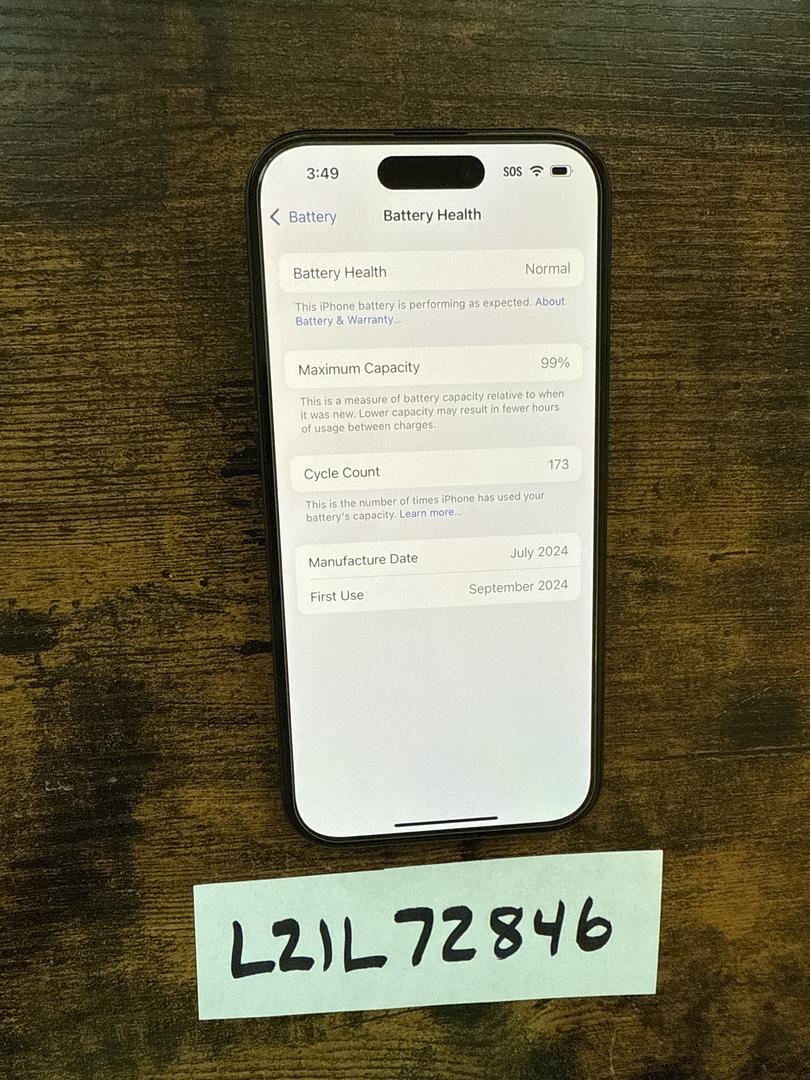 3:49 SOS
Battery Battery Health
Battery Health Normal
This iPhone battery is performing as expected. About
Battery & Warranty...
Maximum Capacity 99%
This is a measure of battery capacity relative to when
it was new. Lower capacity may result in fewer hours
of usage between charges.
Cycle Count 173
This is the number of times iPhone has used your
battery's capacity. Learn more...
Manufacture Date July 2024
First Use September 2024
L21L72846